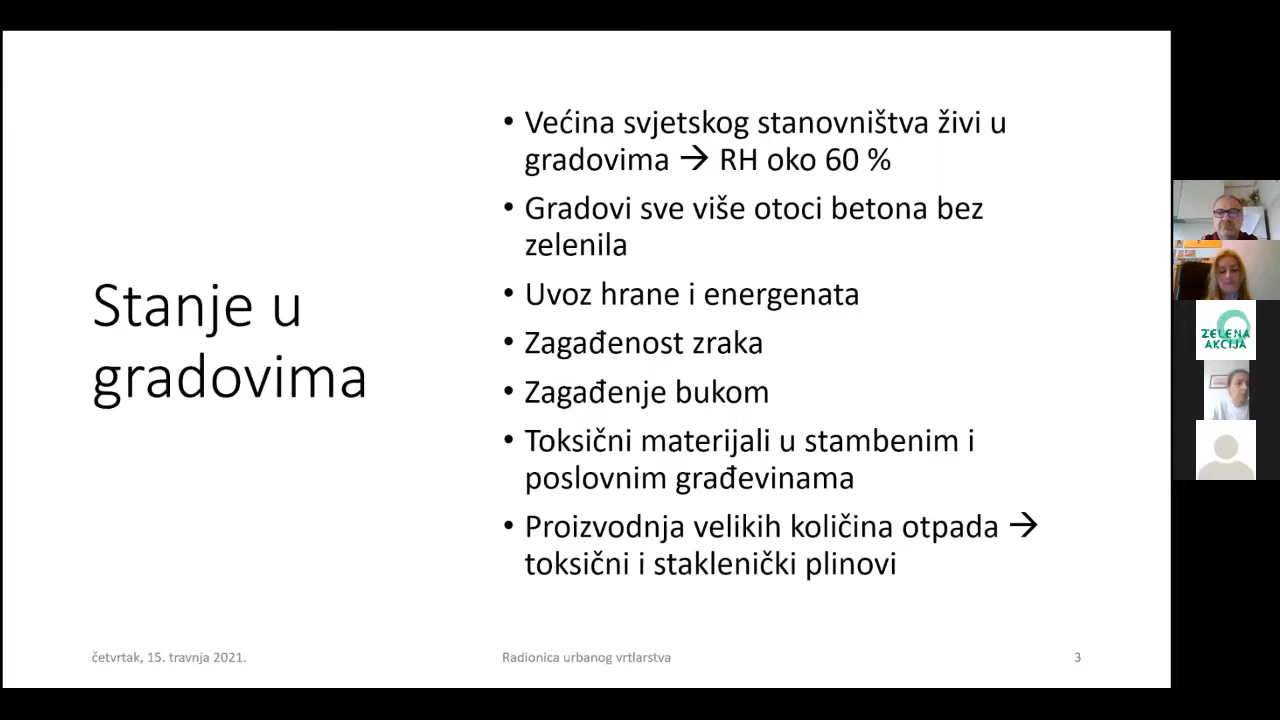 Stanje u
gradovima
• Većina svjetskog stanovništva živi u
gradovima → RH oko 60 %
• Gradovi sve više otoci betona bez
zelenila
• Uvoz hrane i energenata
• Zagađenost zraka
• Zagađenje bukom
• Toksični materijali u stambenim i
poslovnim građevinama
• Proizvodnja velikih količina otpada →
toksični i staklenički plinovi
četvrtak, 15. travnja 2021.
Radionica urbanog vrtlarstva
3
ZELENA
AKCIJA